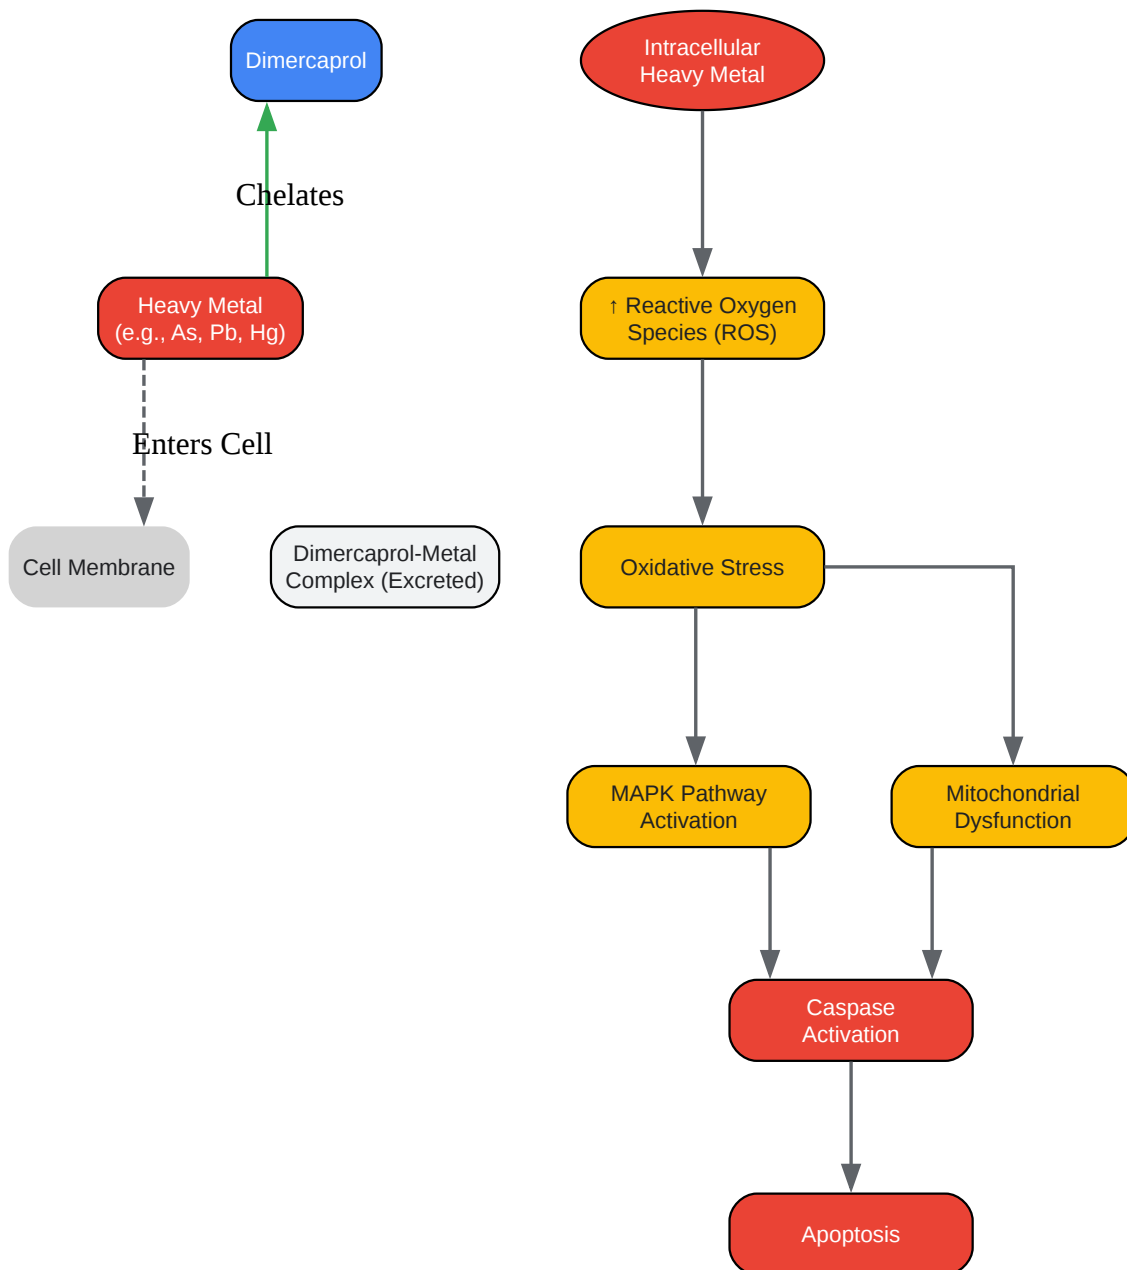 Dimercaprol
Intracellular
Heavy Metal
Chelates
Heavy Metal
(e.g., As, Pb, Hg)
↑ Reactive Oxygen
Species (ROS)
Enters Cell
Cell Membrane
Dimercaprol-Metal
Complex (Excreted)
Oxidative Stress
MAPK Pathway
Activation
Mitochondrial
Dysfunction
Caspase
Activation
Apoptosis